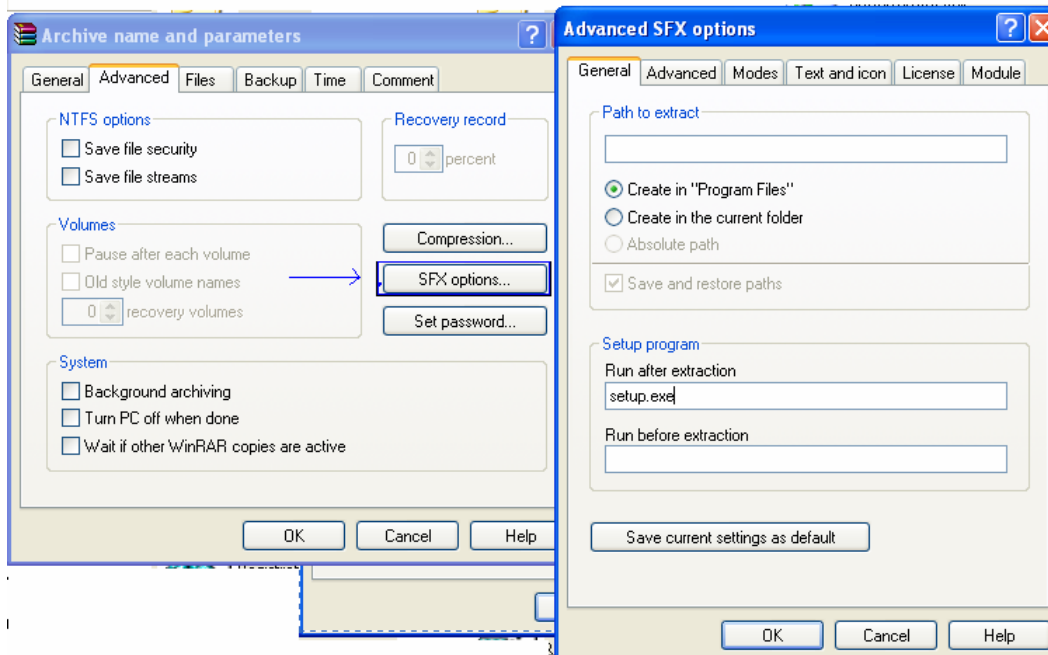 Archive name and parameters
General Advanced Files Backup Time Comment
NTFS options
Save file security
Save file streams
Recovery record
0 percent
Volumes
Pause after each volume
Old style volume names
0 recovery volumes
Compression...
SFX options...
Set password...
System
Background archiving
Turn PC off when done
Wait if other WinRAR copies are active
OK Cancel Help
Advanced SFX options
General Advanced Modes Text and icon License Module
Path to extract
Create in "Program Files"
Create in the current folder
Absolute path
Save and restore paths
Setup program
Run after extraction
setup.exe
Run before extraction
Save current settings as default
OK Cancel Help